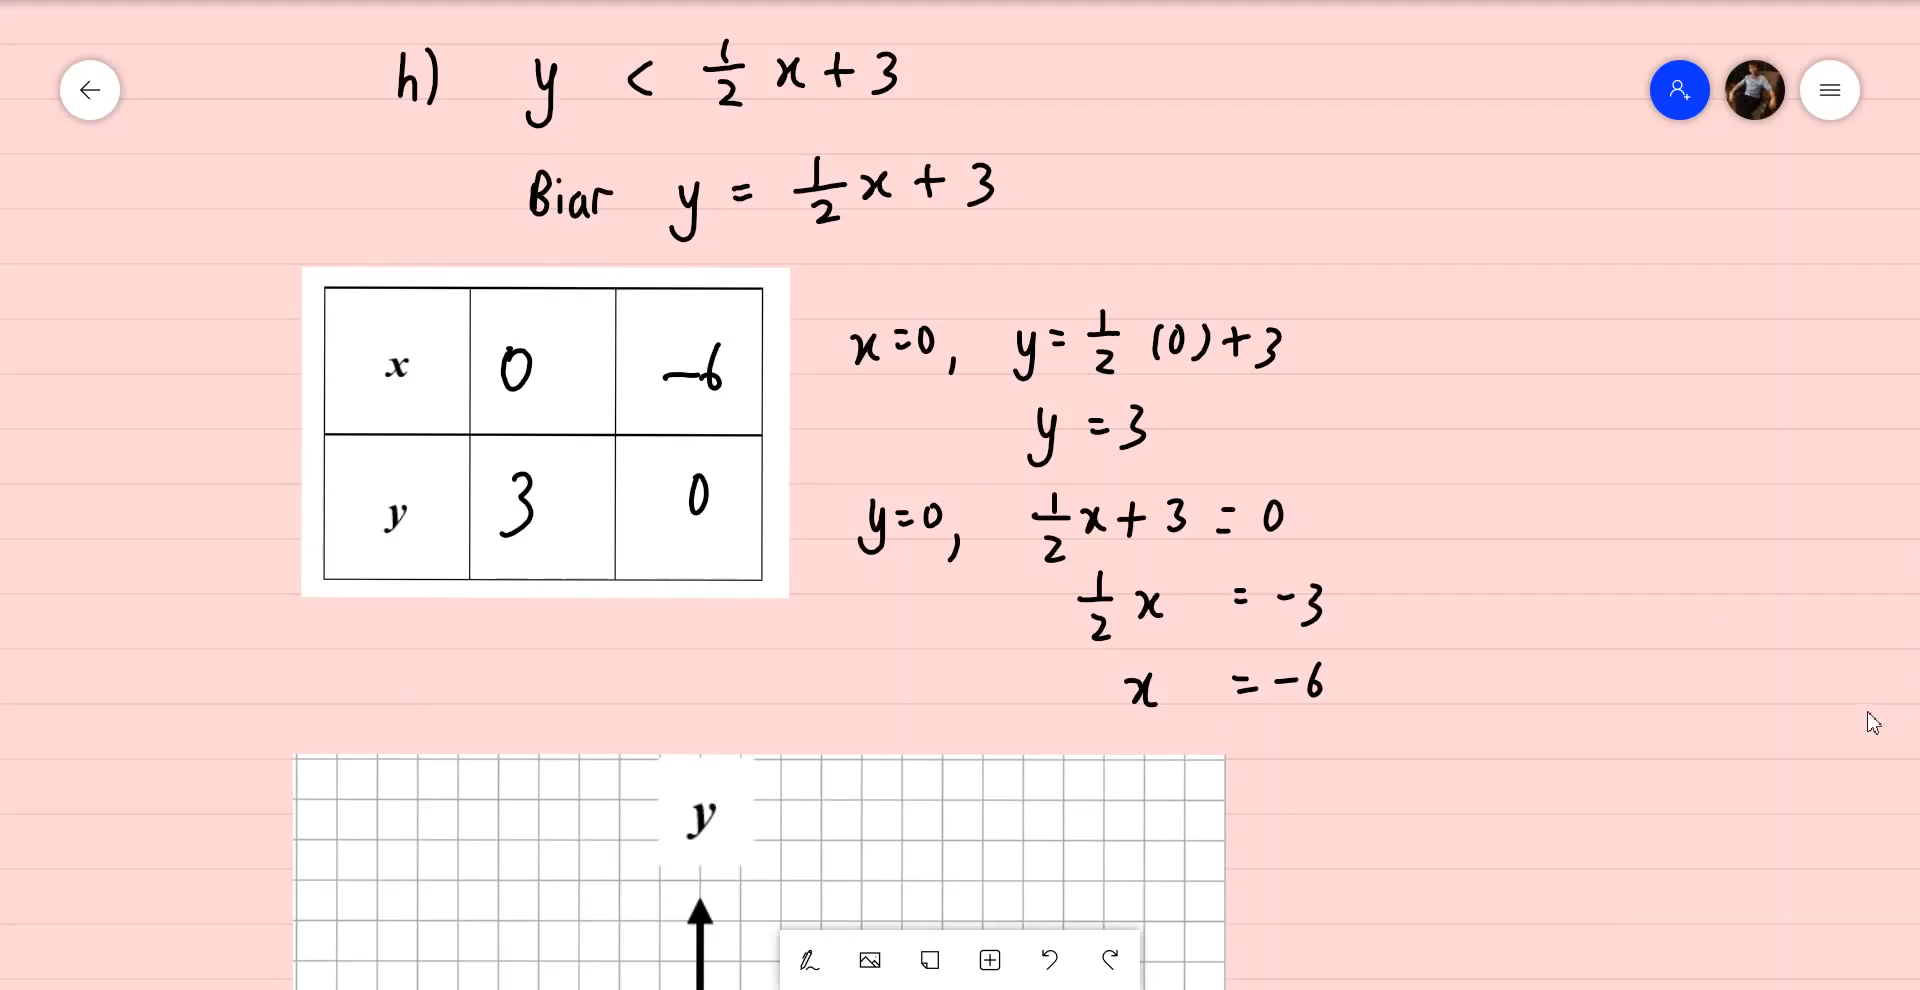 h) y < 1/2 x + 3
Biar y = 1/2 x + 3
x 0 -6
y 3 0
x = 0, y = 1/2 (0) + 3
y = 3
y = 0, 1/2 x + 3 = 0
1/2 x = -3
x = -6
y